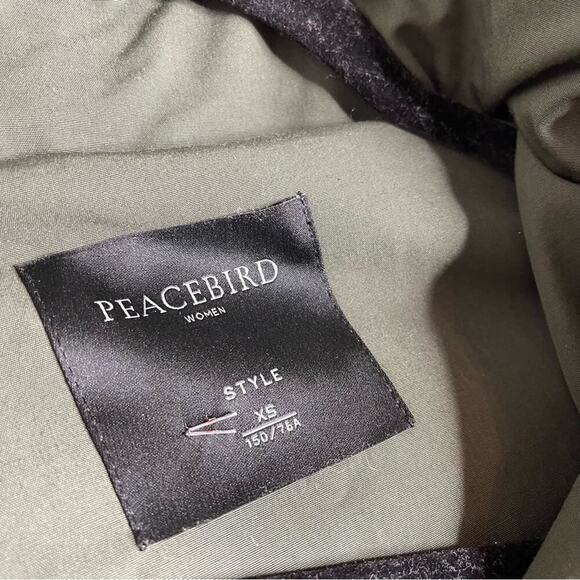 PEACEBIRD
WOMEN
STYLE
XS
150/76A